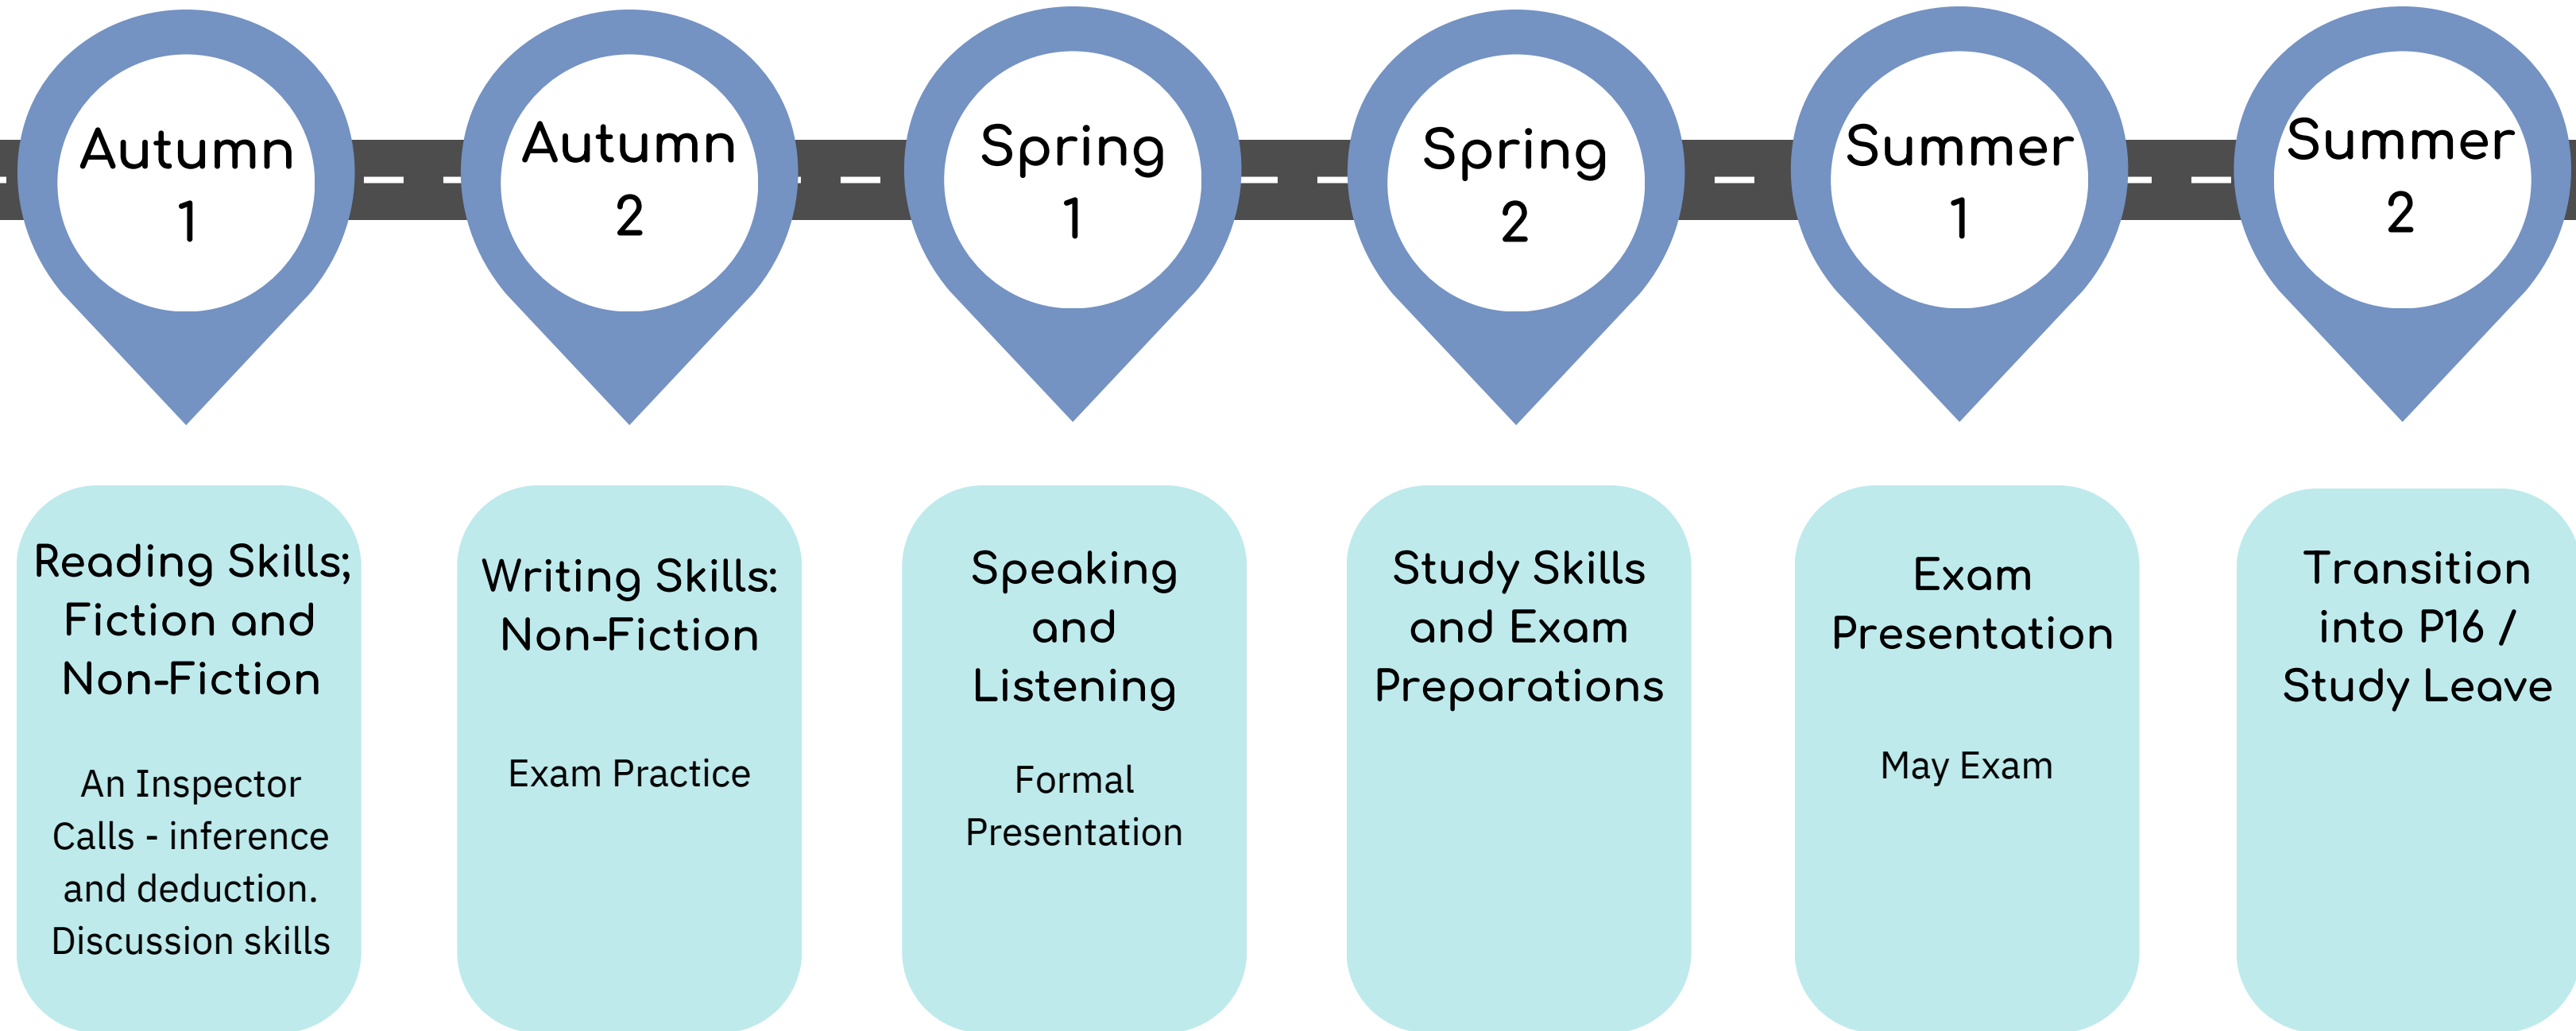 Autumn
1
Autumn
2
Spring
1
Spring
2
Summer
1
Summer
2
Reading Skills;
Fiction and
Non-Fiction
An Inspector
Calls - inference
and deduction.
Discussion skills
Writing Skills:
Non-Fiction
Exam Practice
Speaking
and
Listening
Formal
Presentation
Study Skills
and Exam
Preparations
Exam
Presentation
May Exam
Transition
into P16 /
Study Leave